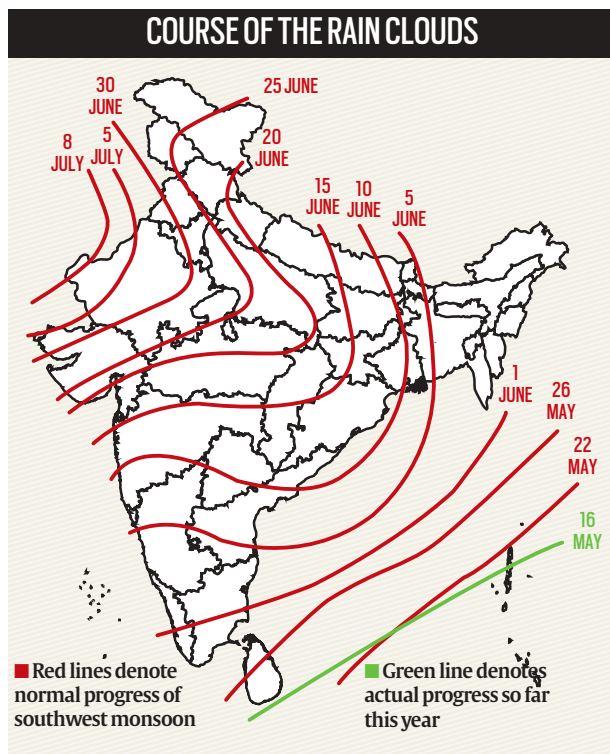 COURSE OF THE RAIN CLOUDS
30
JUNE
25 JUNE
8
JULY
5
JULY
20
JUNE
15
JUNE
10
JUNE
5
JUNE
1
JUNE
26
MAY
22
MAY
16
MAY
Red lines denote
normal progress of
southwest monsoon
Green line denotes
actual progress so far
this year